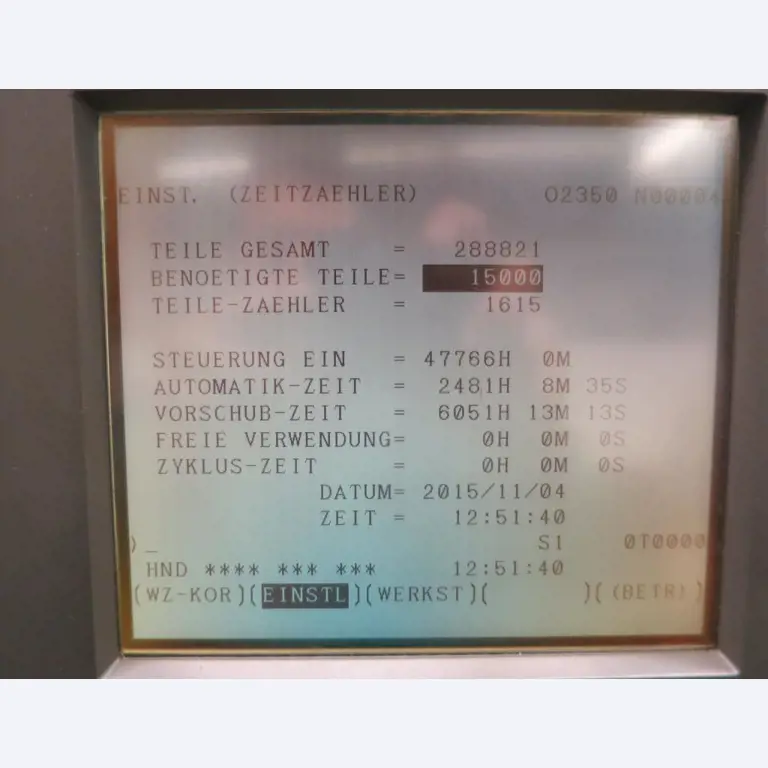 EINST. (ZEITZAEHLER) O2350 N00004
TEILE GESAMT = 288821
BENOETIGTE TEILE= 15000
TEILE-ZAEHLER = 1615
STEUERUNG EIN = 47766H 0M
AUTOMATIK-ZEIT = 2481H 8M 35S
VORSCHUB-ZEIT = 6051H 13M 13S
FREIE VERWENDUNG= 0H 0M 0S
ZYKLUS-ZEIT = 0H 0M 0S
DATUM= 2015/11/04
ZEIT = 12:51:40
)_ S1 0T0000
HND **** *** *** 12:51:40
(WZ-KOR)(EINSTL)(WERKST)( )((BETR))